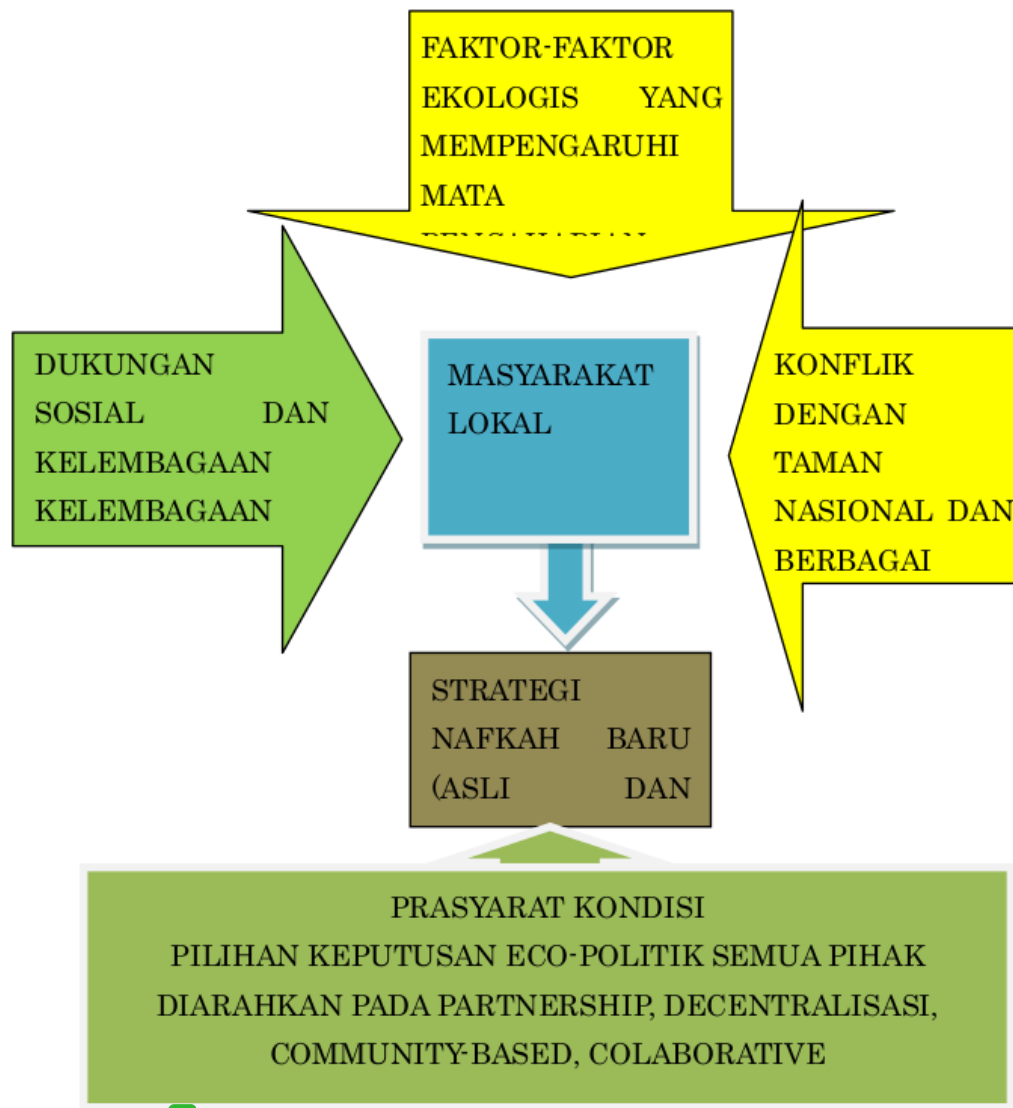 FAKTOR-FAKTOR
EKOLOGIS YANG
MEMPENGARUHI
MATA
DUKUNGAN
SOSIAL DAN
KELEMBAGAAN
KELEMBAGAAN
MASYARAKAT
LOKAL
KONFLIK
DENGAN
TAMAN
NASIONAL DAN
BERBAGAI
STRATEGI
NAFKAH BARU
(ASLI DAN
PRASYARAT KONDISI
PILIHAN KEPUTUSAN ECO-POLITIK SEMUA PIHAK
DIARAHKAN PADA PARTNERSHIP, DECENTRALISASI,
COMMUNITY-BASED, COLABORATIVE